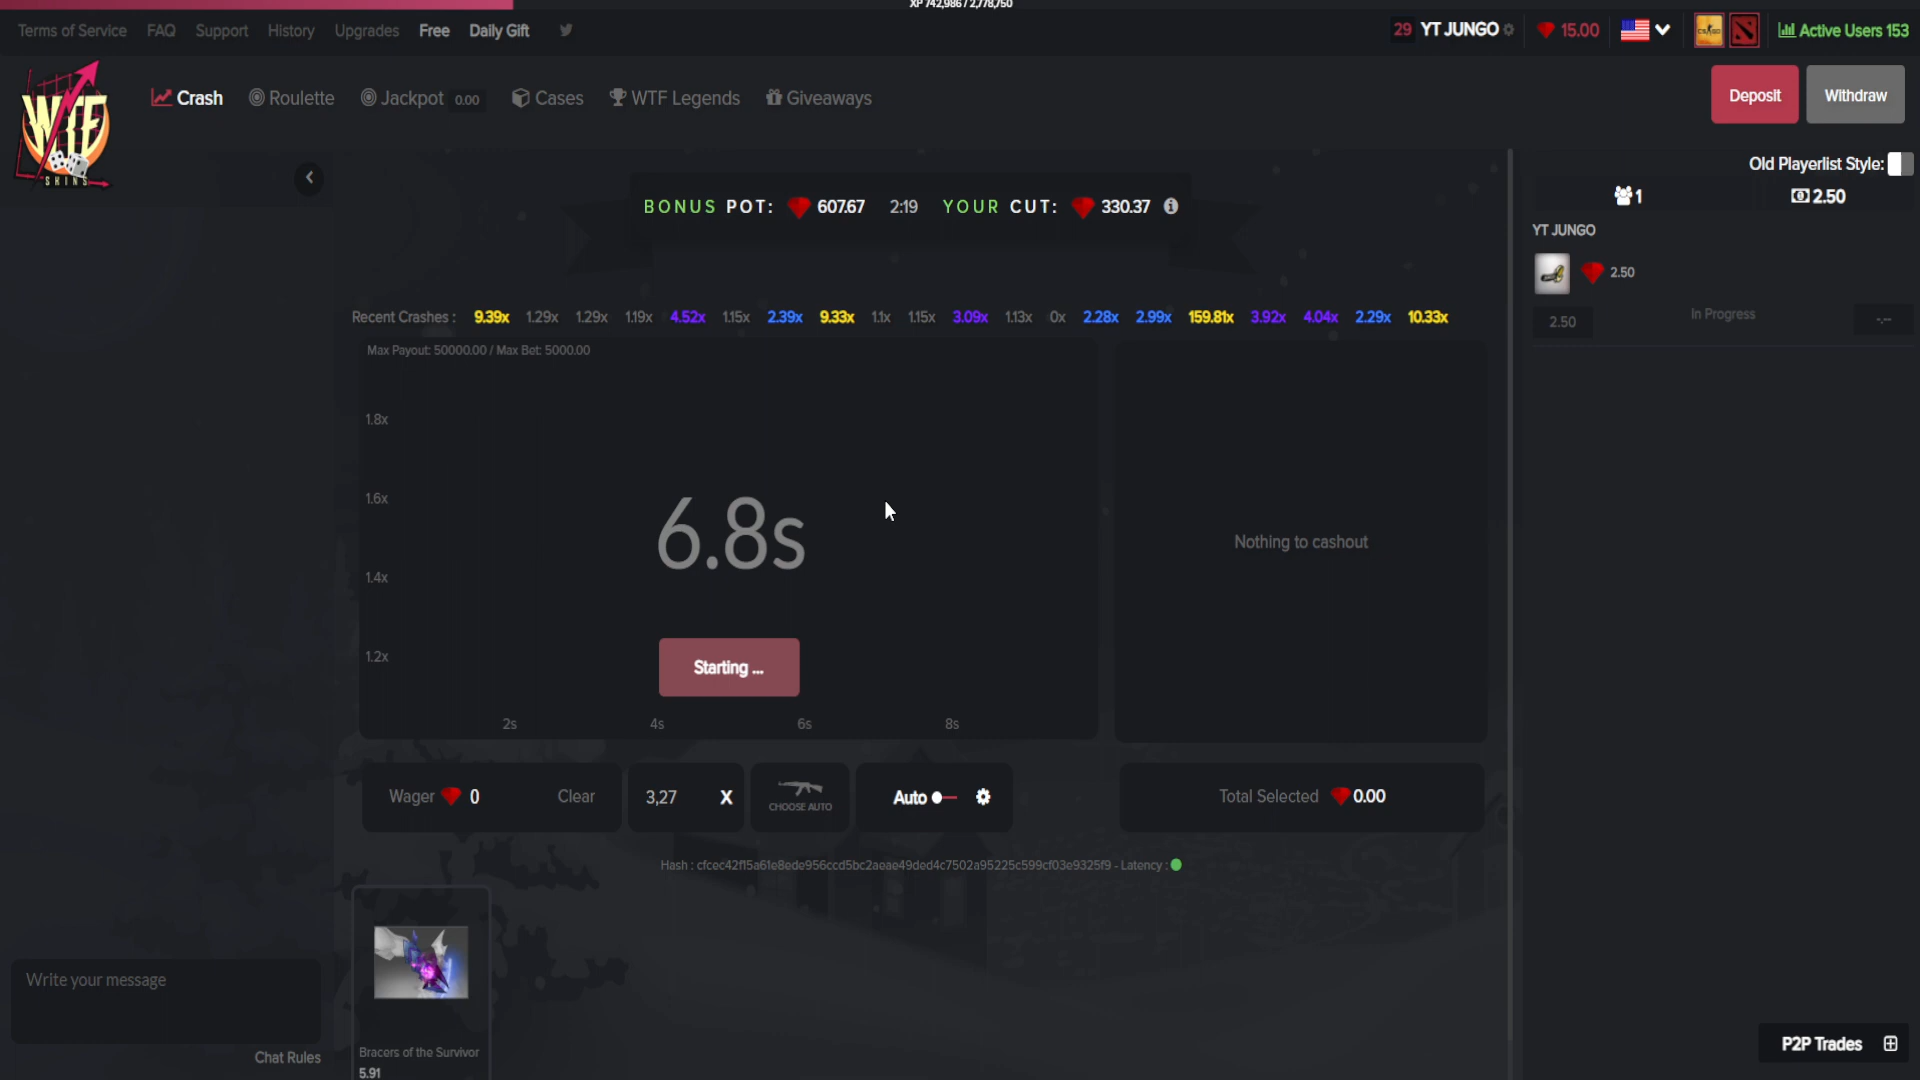 XP 742,986 / 2,778,750
Terms of Service FAQ Support History Upgrades Free Daily Gift
29 YT JUNGO 15.00 CS:GO Active Users 153
WTF
SKINS
Crash Roulette Jackpot 0.00 Cases WTF Legends Giveaways
Deposit Withdraw
Old Playerlist Style:
BONUS POT: 607.67 2:19 YOUR CUT: 330.37
1 2.50
YT JUNGO
2.50
2.50 In Progress -.--
Recent Crashes : 9.39x 1.29x 1.29x 1.19x 4.52x 1.15x 2.39x 9.33x 1.1x 1.15x 3.09x 1.13x 0x 2.28x 2.99x 159.81x 3.92x 4.04x 2.29x 10.33x
Max Payout: 50000.00 / Max Bet: 5000.00
1.8x
1.6x
6.8s
Nothing to cashout
1.4x
1.2x
Starting ...
2s 4s 6s 8s
Wager 0 Clear 3,27 X CHOOSE AUTO Auto Total Selected 0.00
Hash : cfcec42f15a61e8ede956ccd5bc2aeae49ded4c7502a95225c599cf03e9325f9 - Latency :
Write your message
Chat Rules
Bracers of the Survivor
5.91
P2P Trades